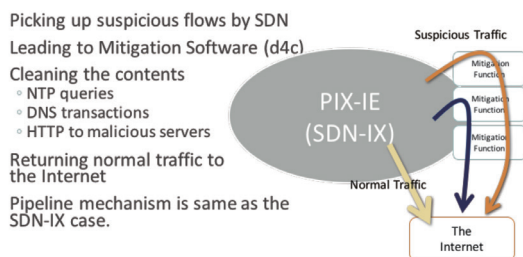 Picking up suspicious flows by SDN
Leading to Mitigation Software (d4c)
Cleaning the contents
◦ NTP queries
◦ DNS transactions
◦ HTTP to malicious servers
Returning normal traffic to
the Internet
Pipeline mechanism is same as the
SDN-IX case.
Suspicious Traffic
Mitigation
Function
Mitigation
Function
Mitigation
Function
PIX-IE
(SDN-IX)
Normal Traffic
The
Internet